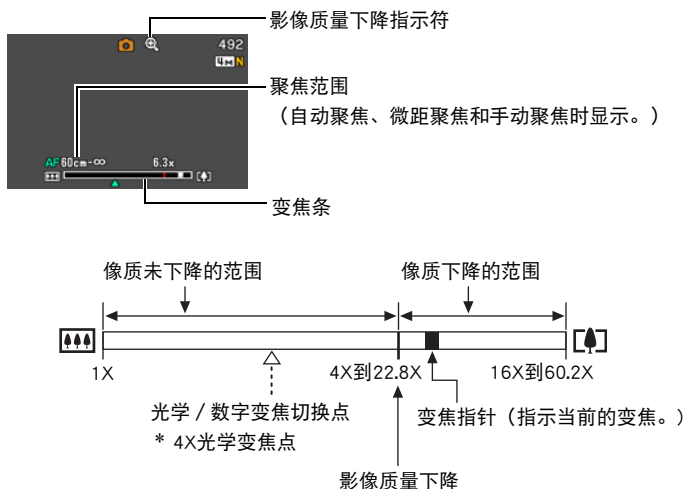 影像质量下降指示符
492
4M N
聚焦范围
（自动聚焦、微距聚焦和手动聚焦时显示。）
AF 60cm-∞ 6.3x
变焦条
像质未下降的范围
像质下降的范围
1X
4X到22.8X
16X到60.2X
光学／数字变焦切换点
* 4X光学变焦点
变焦指针（指示当前的变焦。）
影像质量下降